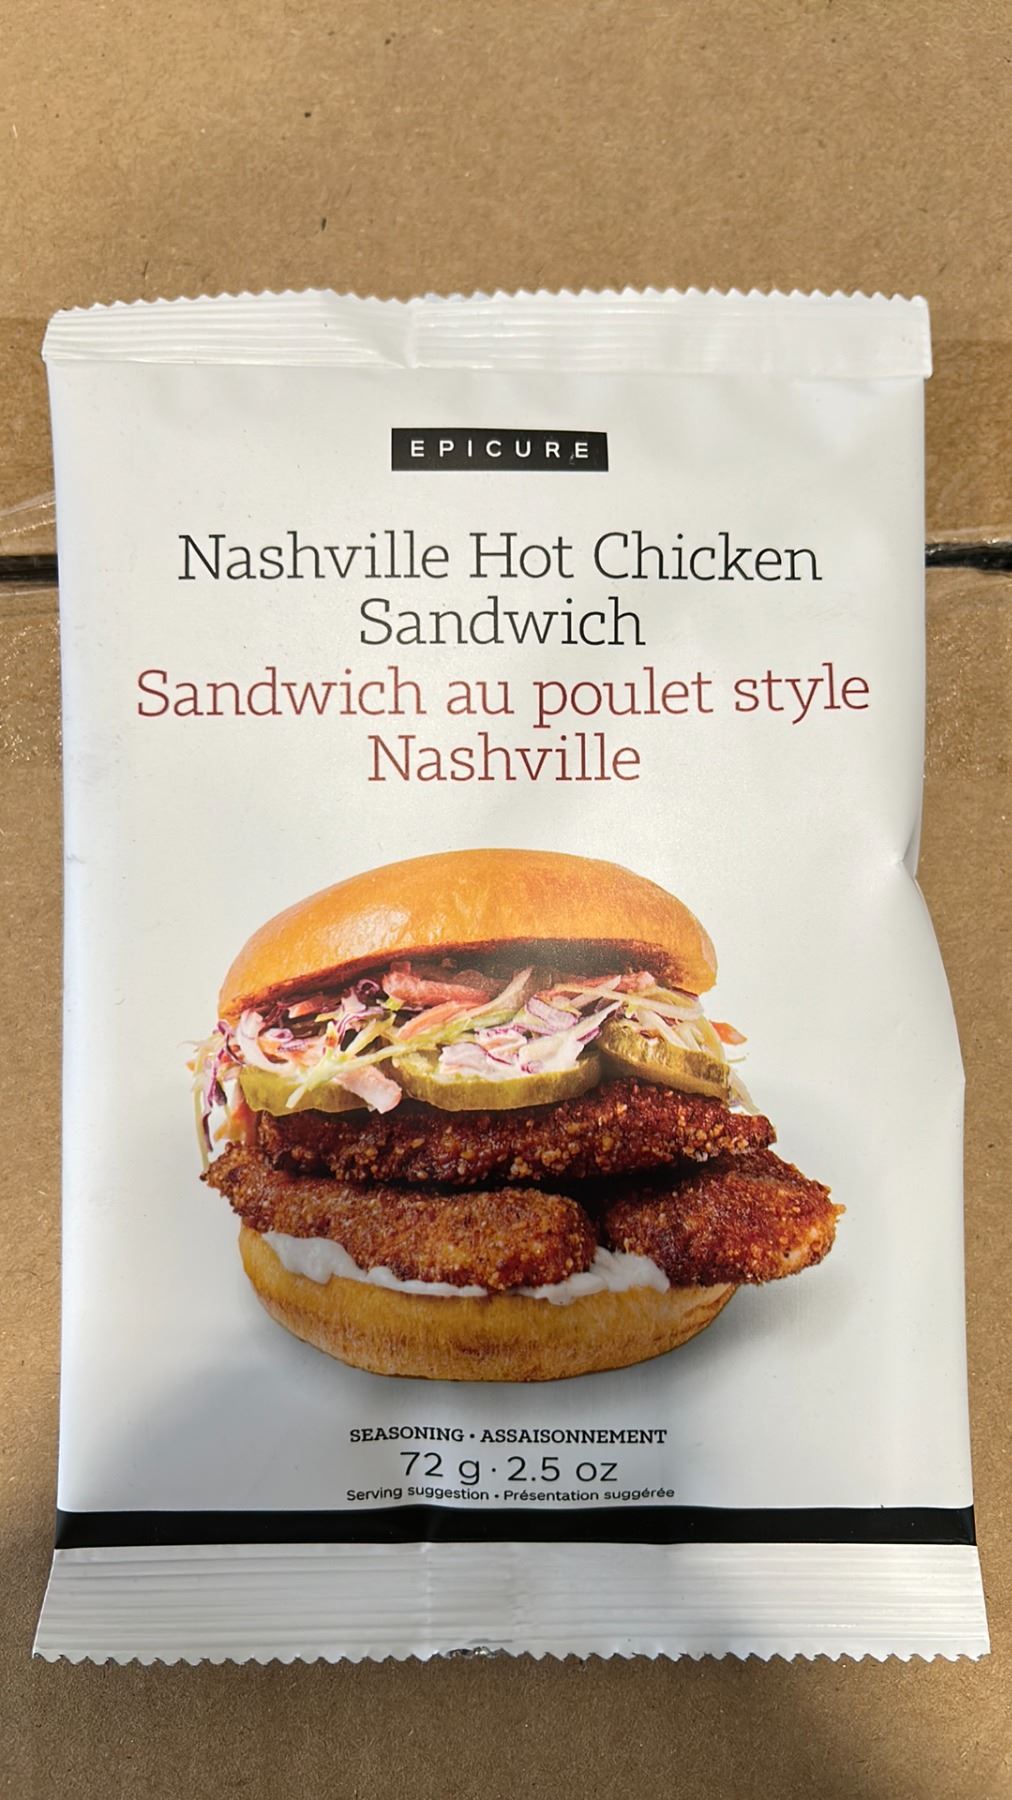 EPICURE
Nashville Hot Chicken
Sandwich
Sandwich au poulet style
Nashville
SEASONING • ASSAISONNEMENT
72 g · 2.5 oz
Serving suggestion • Présentation suggérée